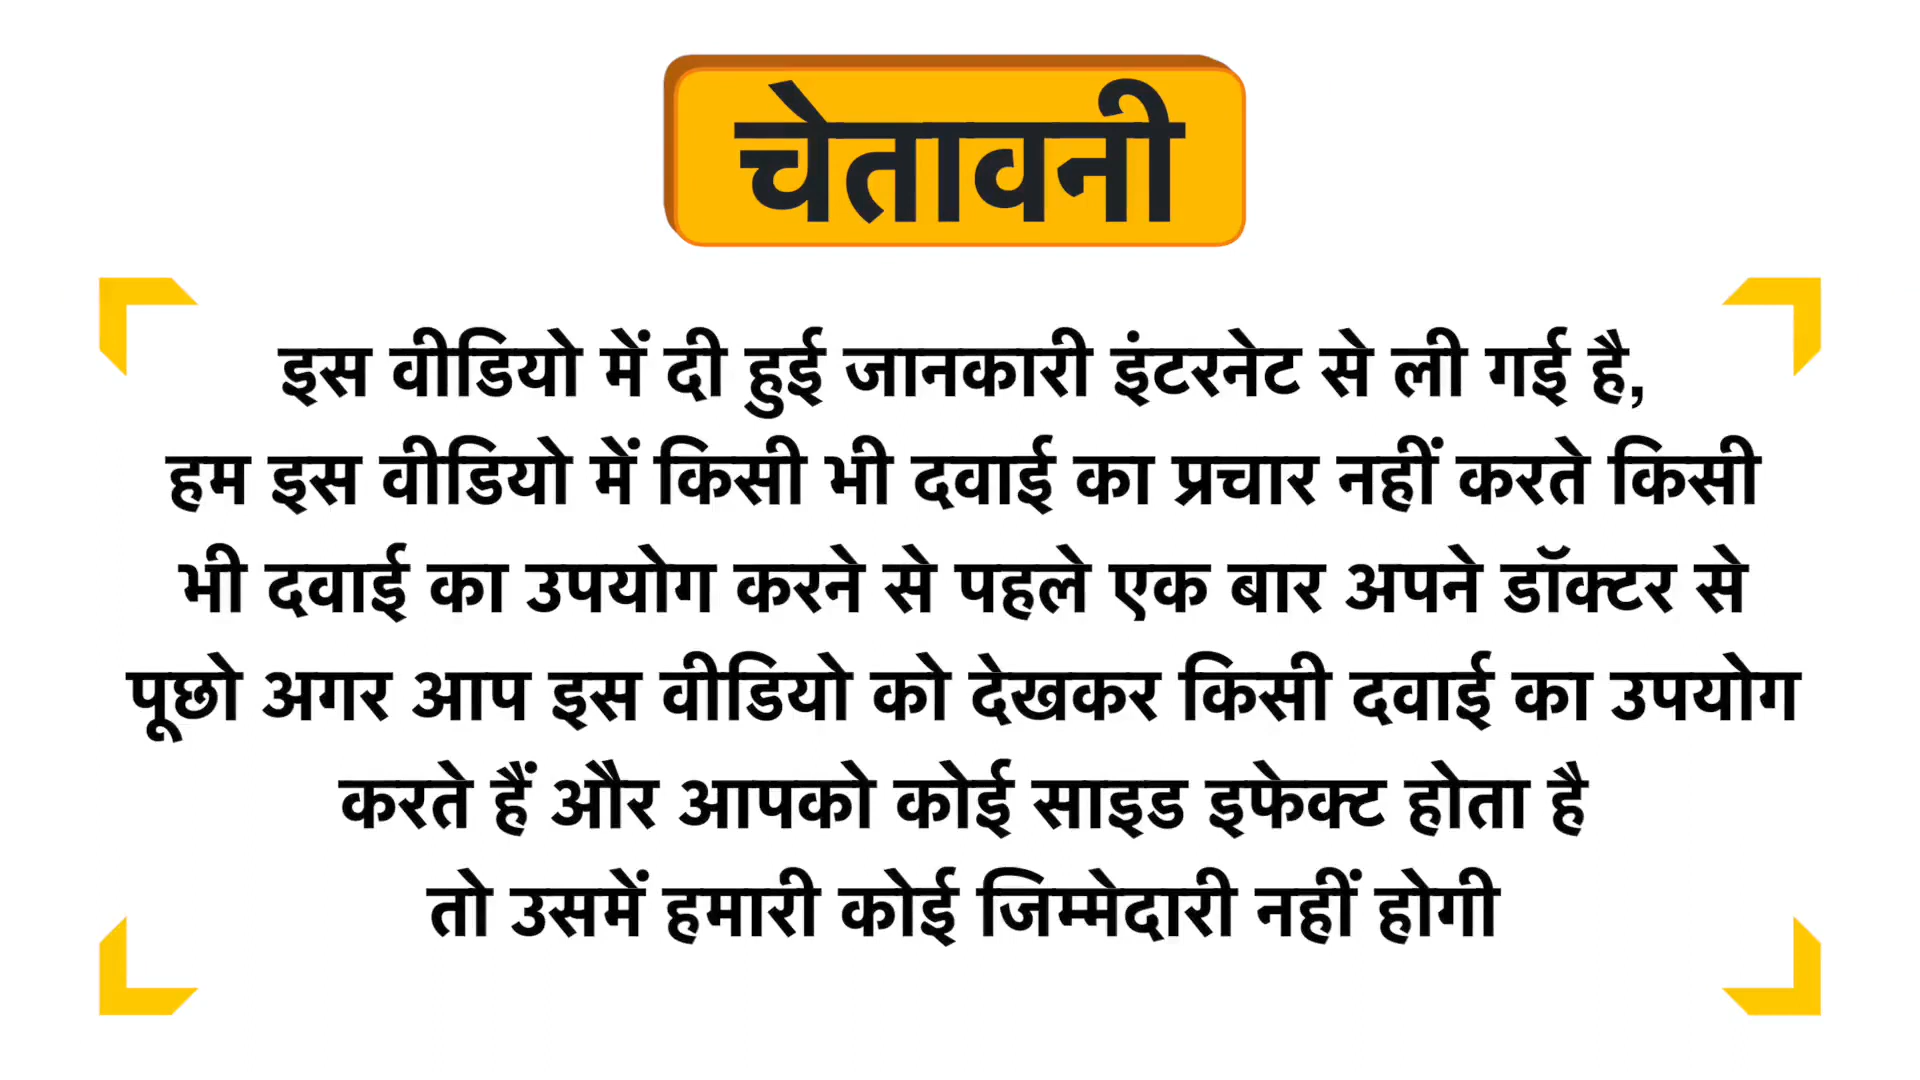 चेतावनी
इस वीडियो में दी हुई जानकारी इंटरनेट से ली गई है,
हम इस वीडियो में किसी भी दवाई का प्रचार नहीं करते किसी
भी दवाई का उपयोग करने से पहले एक बार अपने डॉक्टर से
पूछो अगर आप इस वीडियो को देखकर किसी दवाई का उपयोग
करते हैं और आपको कोई साइड इफेक्ट होता है
तो उसमें हमारी कोई जिम्मेदारी नहीं होगी